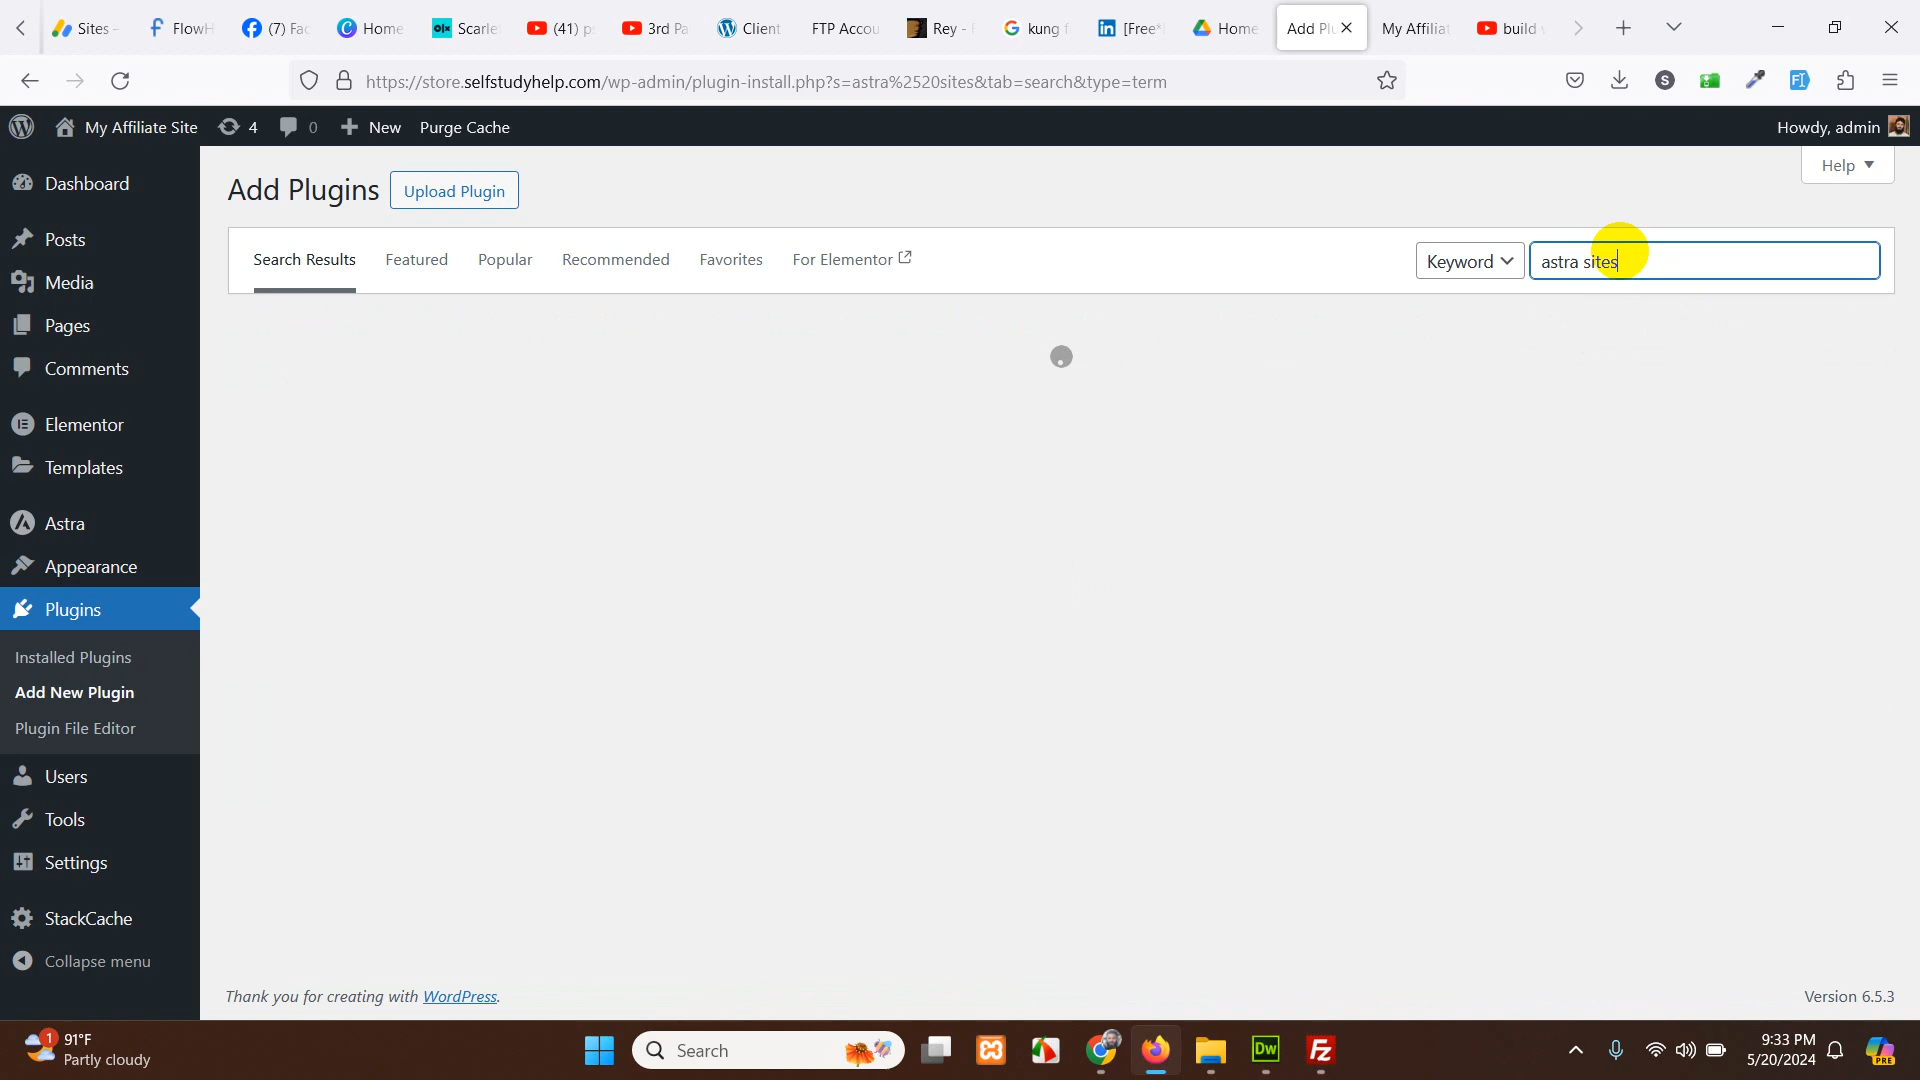 Sites -
FlowH
(7) Fac
Home
Scarle
(41) p
3rd Pa
Client
FTP Accou
Rey -
kung f
[Free*
Home
Add Plu
My Affiliat
build
https://store.selfstudyhelp.com/wp-admin/plugin-install.php?s=astra%2520sites&tab=search&type=term
My Affiliate Site
4
0
New
Purge Cache
Howdy, admin
Help
Dashboard
Posts
Media
Pages
Comments
Elementor
Templates
Astra
Appearance
Plugins
Installed Plugins
Add New Plugin
Plugin File Editor
Users
Tools
Settings
StackCache
Collapse menu
Add Plugins
Upload Plugin
Search Results
Featured
Popular
Recommended
Favorites
For Elementor
Keyword
astra sites
Thank you for creating with WordPress.
Version 6.5.3
1
91°F
Partly cloudy
Search
Dw
Fz
9:33 PM
5/20/2024
PRE